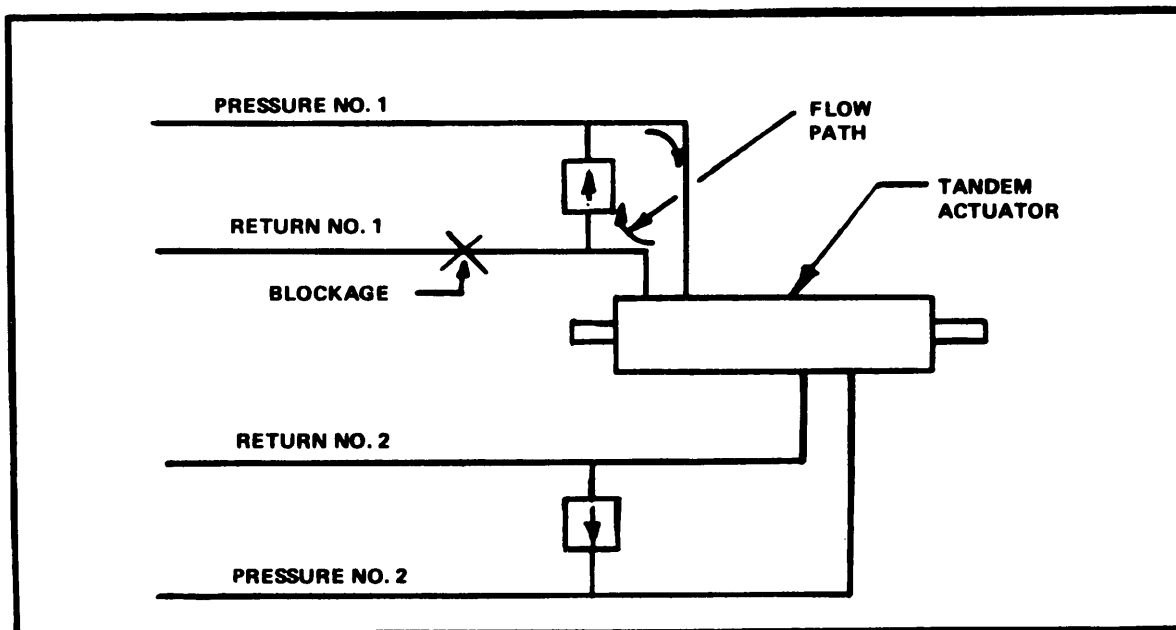 PRESSURE NO. 1
FLOW
PATH
TANDEM
ACTUATOR
RETURN NO. 1
BLOCKAGE
RETURN NO. 2
PRESSURE NO. 2